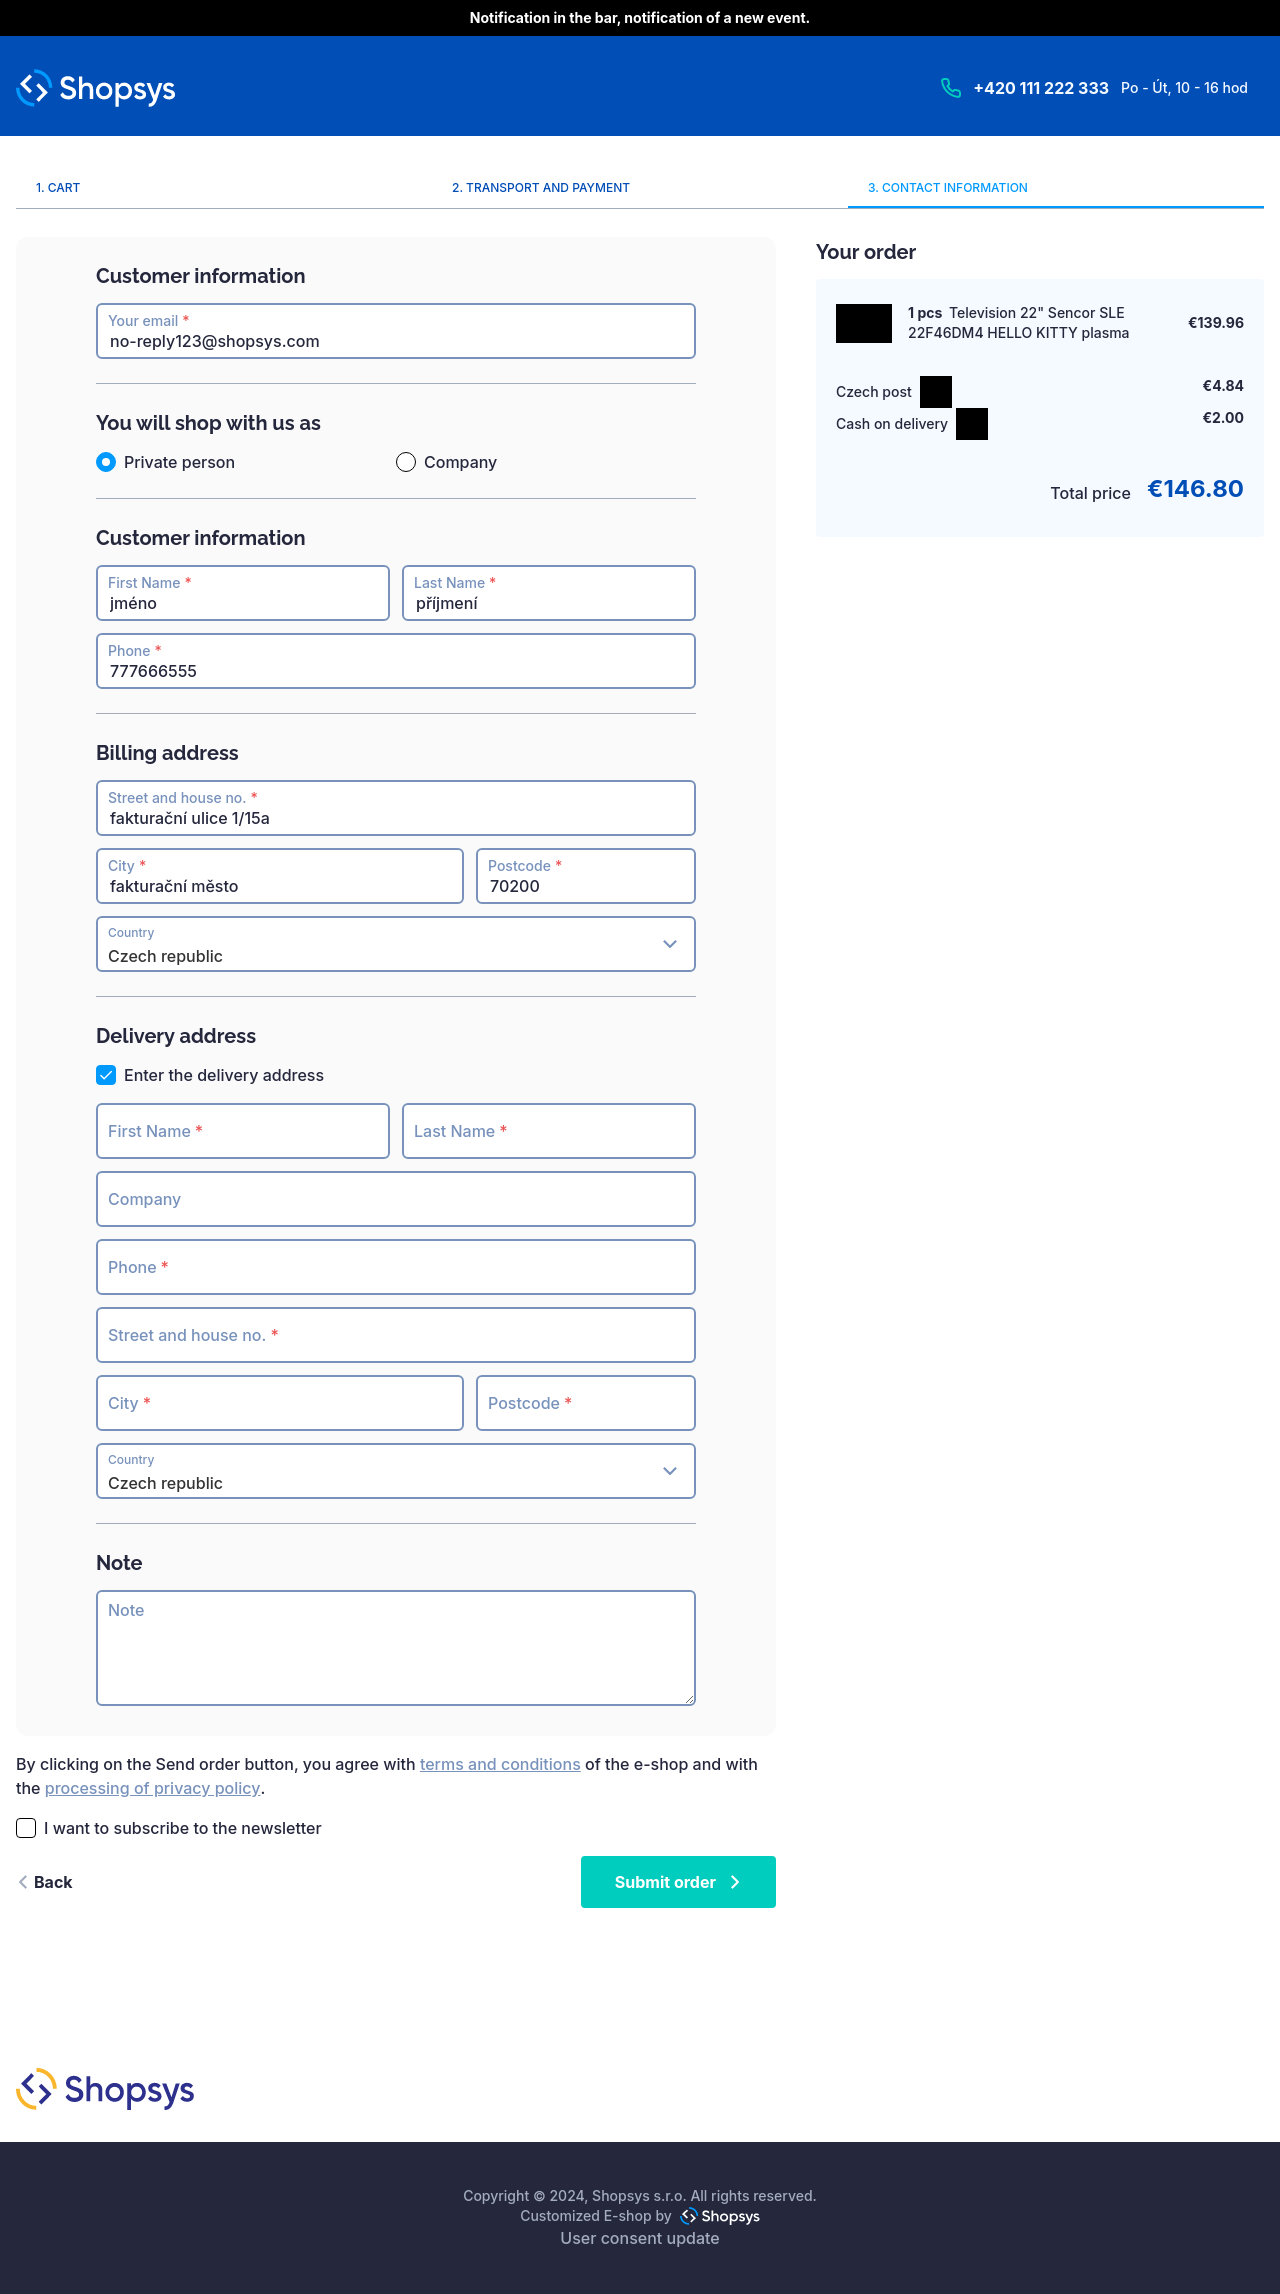 Notification in the bar, notification of a new event.
Shopsys
+420 111 222 333 Po - Út, 10 - 16 hod
1. CART
2. TRANSPORT AND PAYMENT
3. CONTACT INFORMATION
Customer information
Your email *
no-reply123@shopsys.com
You will shop with us as
Private person
Company
Customer information
First Name *
jméno
Last Name *
příjmení
Phone *
777666555
Billing address
Street and house no. *
fakturační ulice 1/15a
City *
fakturační město
Postcode *
70200
Country
Czech republic
Delivery address
Enter the delivery address
First Name *
Last Name *
Company
Phone *
Street and house no. *
City *
Postcode *
Country
Czech republic
Note
Note
By clicking on the Send order button, you agree with terms and conditions of the e-shop and with
the processing of privacy policy.
I want to subscribe to the newsletter
Back
Submit order
Your order
1 pcs Television 22" Sencor SLE
22F46DM4 HELLO KITTY plasma
€139.96
Czech post
€4.84
Cash on delivery
€2.00
Total price €146.80
Shopsys
Copyright © 2024, Shopsys s.r.o. All rights reserved.
Customized E-shop by Shopsys
User consent update